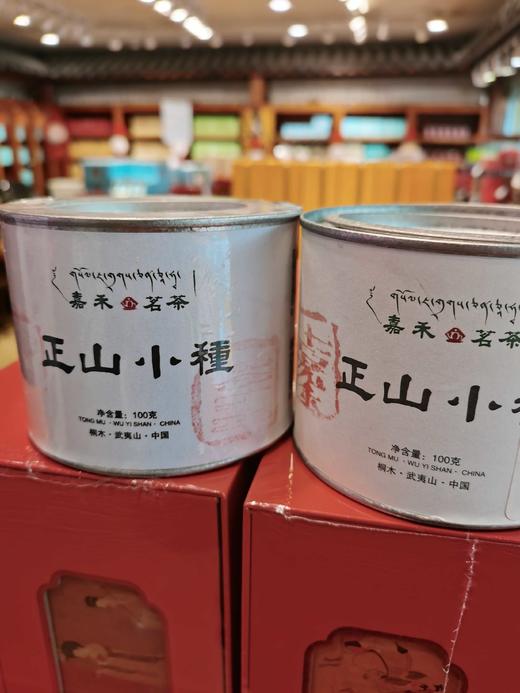 嘉禾茗茶
正山小種
净含量：100克
TONG MU · WU YI SHAN · CHINA
桐木·武夷山·中国
嘉禾茗茶
正山小
净含量：100克
TONG MU · WU YI SHAN · CHINA
桐木·武夷山·中国